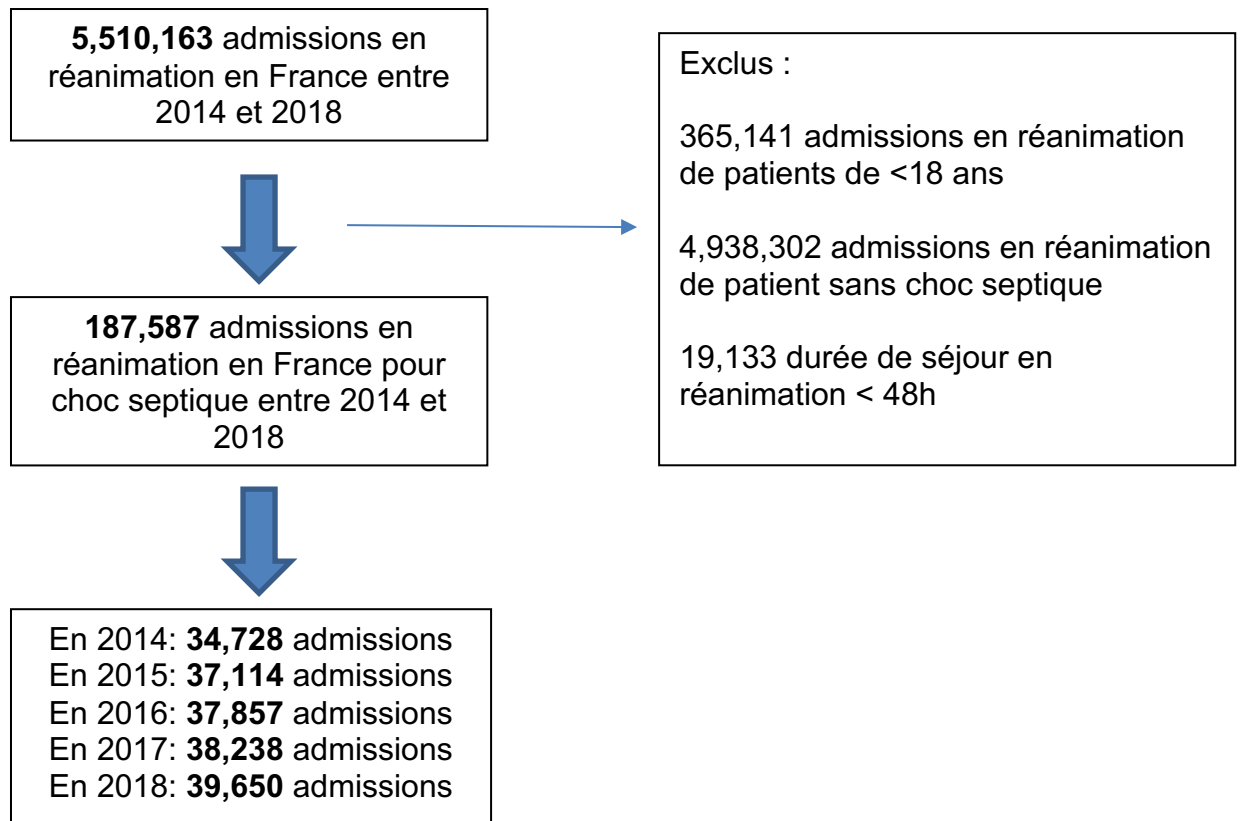 5,510,163 admissions en
réanimation en France entre
2014 et 2018
Exclus :
365,141 admissions en réanimation
de patients de <18 ans
4,938,302 admissions en réanimation
de patient sans choc septique
19,133 durée de séjour en
réanimation < 48h
187,587 admissions en
réanimation en France pour
choc septique entre 2014 et
2018
En 2014: 34,728 admissions
En 2015: 37,114 admissions
En 2016: 37,857 admissions
En 2017: 38,238 admissions
En 2018: 39,650 admissions